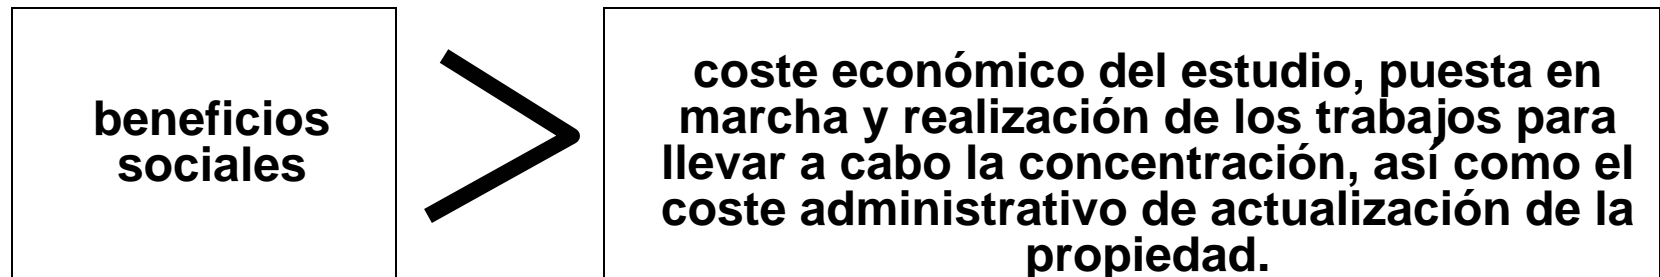 beneficios
sociales
>
coste económico del estudio, puesta en
marcha y realización de los trabajos para
llevar a cabo la concentración, así como el
coste administrativo de actualización de la
propiedad.